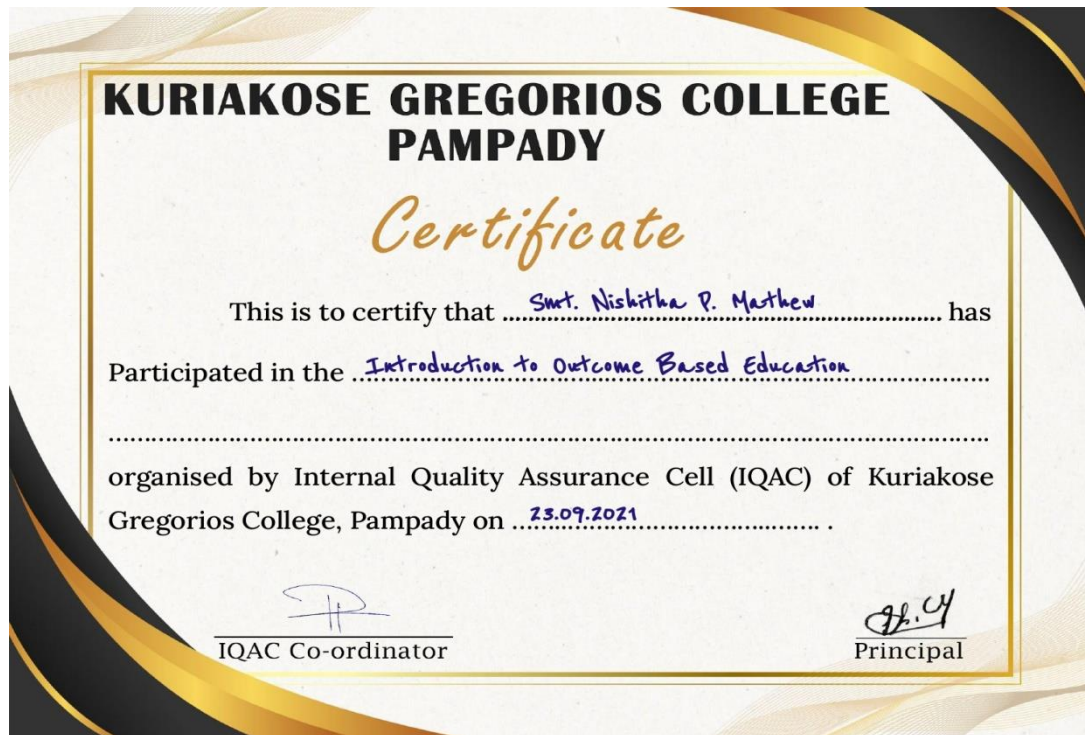 KURIAKOSE GREGORIOS COLLEGE
PAMPADY
Certificate
This is to certify that ..... Smt. Nishitha P. Mathew ..... has
Participated in the ..... Introduction to Outcome Based Education .....
.....
organised by Internal Quality Assurance Cell (IQAC) of Kuriakose
Gregorios College, Pampady on ..... 23.09.2021 ..... .
IQAC Co-ordinator
Principal